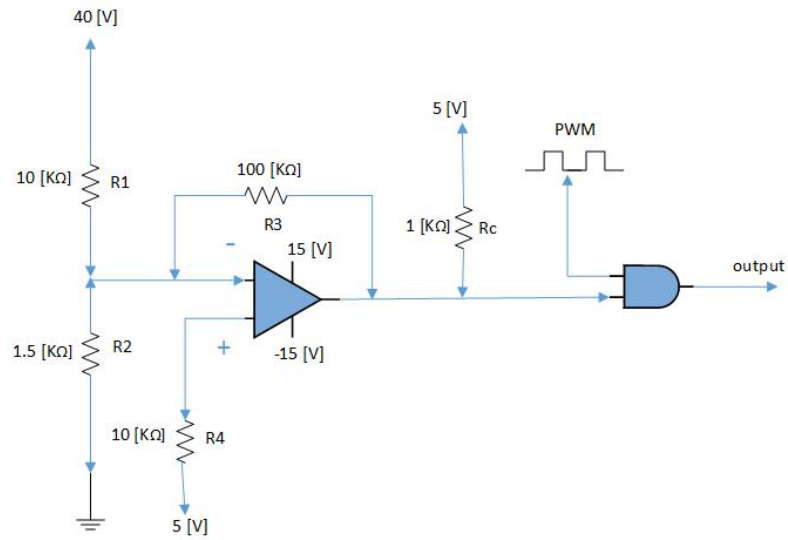 40 [V]
10 [KΩ] R1
100 [KΩ]
R3
5 [V]
PWM
1 [KΩ] Rc
-
15 [V]
output
1.5 [KΩ] R2
+
-15 [V]
10 [KΩ] R4
5 [V]